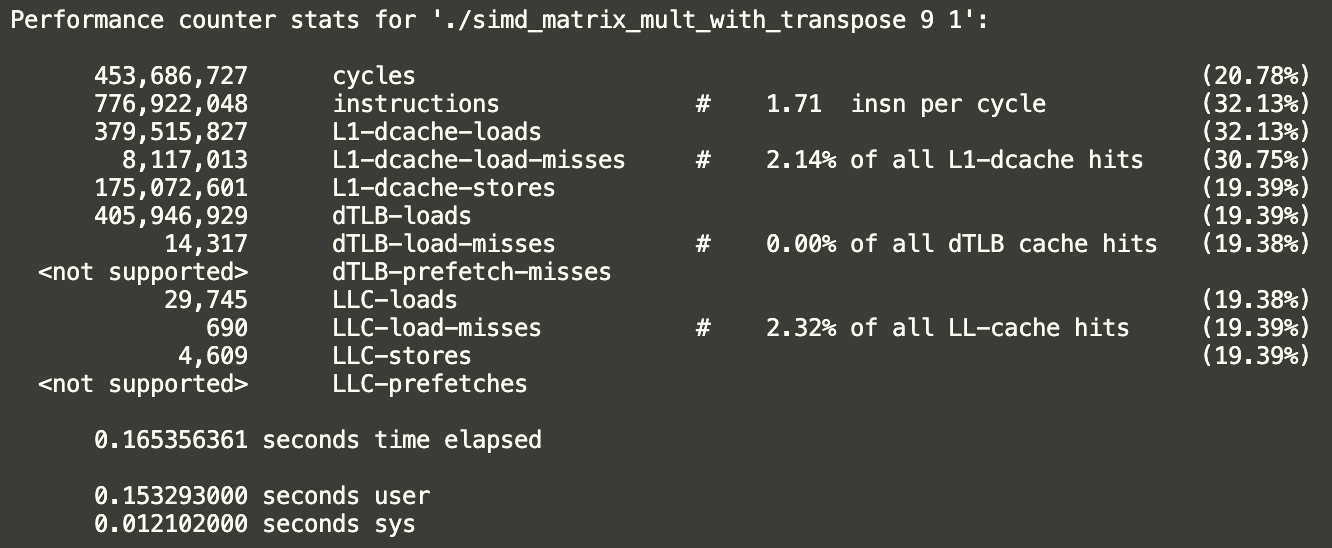 Performance counter stats for './simd_matrix_mult_with_transpose 9 1':
453,686,727 cycles (20.78%)
776,922,048 instructions # 1.71 insn per cycle (32.13%)
379,515,827 L1-dcache-loads (32.13%)
8,117,013 L1-dcache-load-misses # 2.14% of all L1-dcache hits (30.75%)
175,072,601 L1-dcache-stores (19.39%)
405,946,929 dTLB-loads (19.39%)
14,317 dTLB-load-misses # 0.00% of all dTLB cache hits (19.38%)
<not supported> dTLB-prefetch-misses
29,745 LLC-loads (19.38%)
690 LLC-load-misses # 2.32% of all LL-cache hits (19.39%)
4,609 LLC-stores (19.39%)
<not supported> LLC-prefetches
0.165356361 seconds time elapsed
0.153293000 seconds user
0.012102000 seconds sys